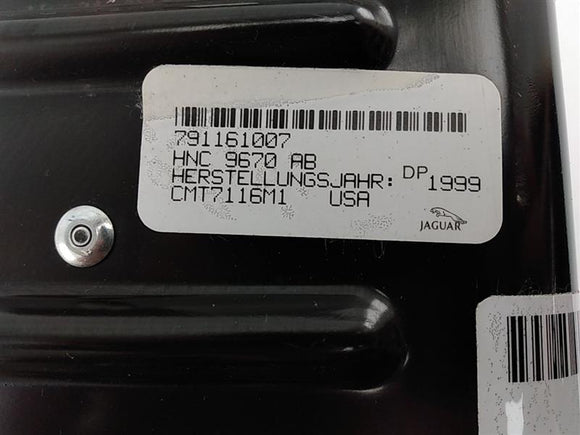 791161007
HNC 9670 AB
HERSTELLUNGSJAHR: DP 1999
CMT7116M1 USA
JAGUAR